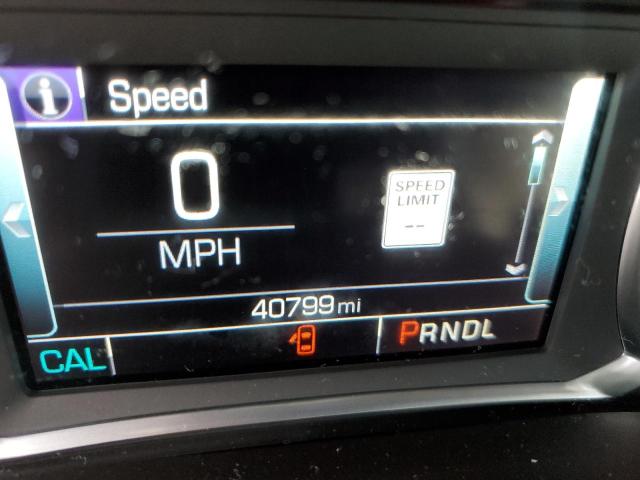 i Speed
0
SPEED
LIMIT
--
MPH
40799 mi
CAL PRNDL